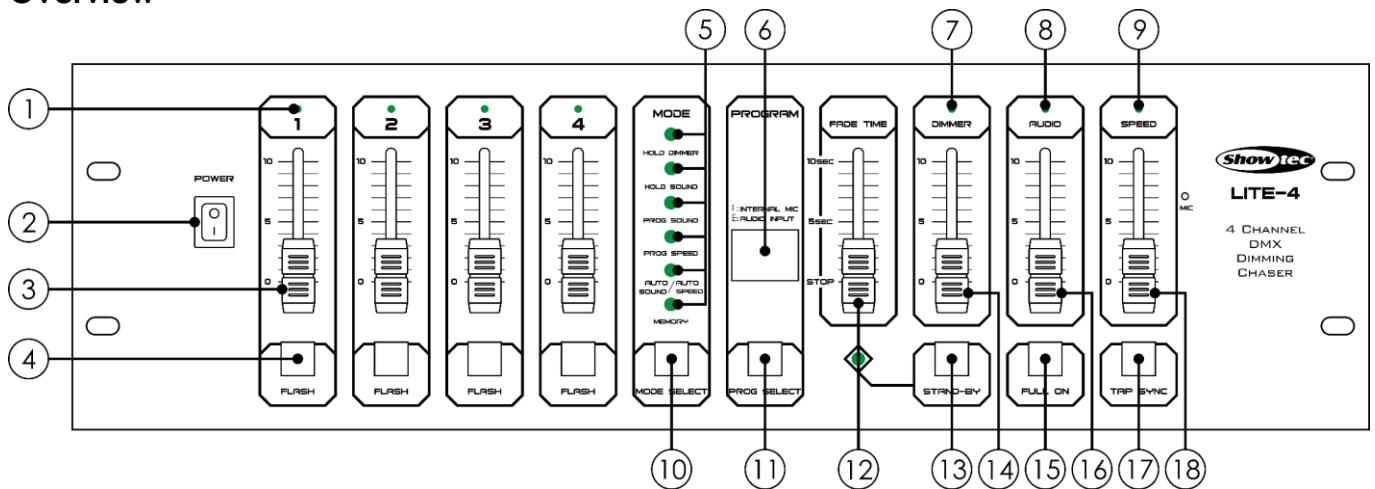 Overview
5 6 7 8 9
1 2 3 4 MODE PROGRAM FADE TIME DIMMER AUDIO SPEED
1
10 10 10 10 HOLD DIMMER 10SEC 10 10 10
POWER
HOLD SOUND
Showtec
LITE-4
MIC
I:INTERNAL MIC
E:AUDIO INPUT
2
5 5 5 5 PROG SOUND 5SEC 5 5 5
4 CHANNEL
DMX
DIMMING
CHASER
PROG SPEED
3
0 0 0 0 AUTO SOUND / AUTO SPEED STOP 0 0 0
MEMORY
4
FLASH FLASH FLASH FLASH MODE SELECT PROG SELECT STAND-BY FULL ON TAP SYNC
10 11 12 13 14 15 16 17 18